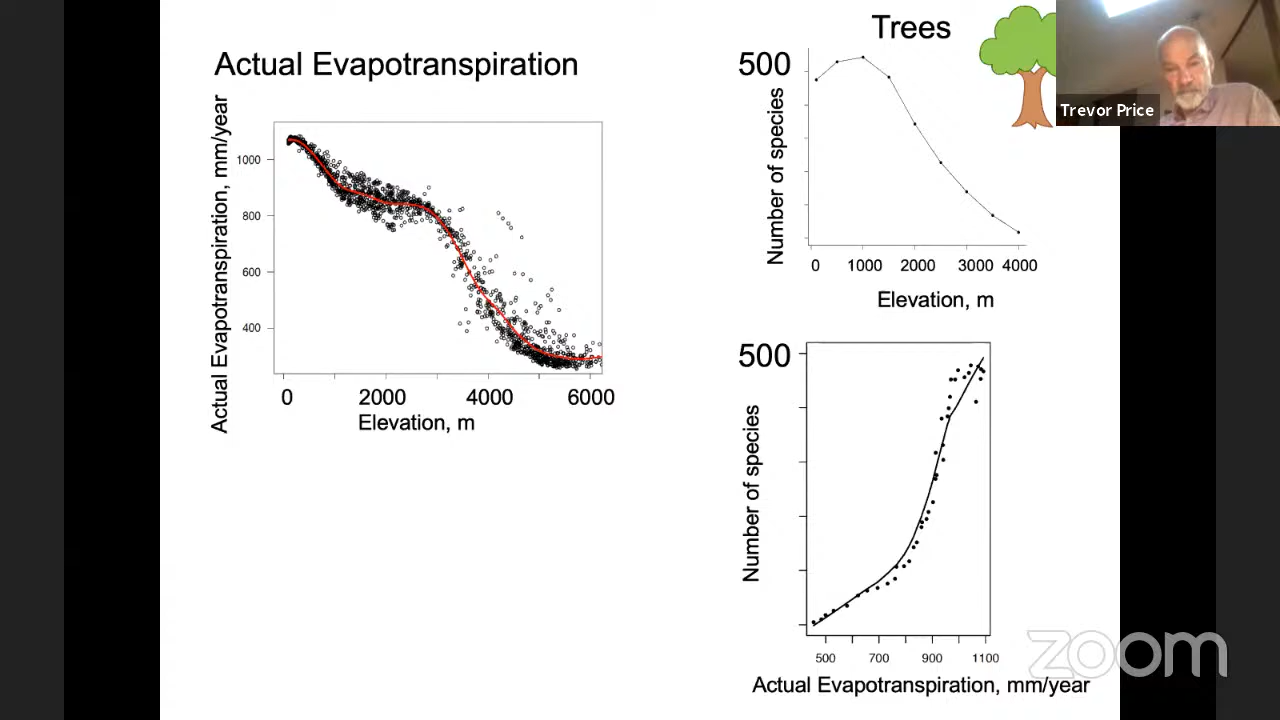 Actual Evapotranspiration
Actual Evapotranspiration, mm/year
1000
800
600
400
0 2000 4000 6000
Elevation, m
Trees
500
Number of species
0 1000 2000 3000 4000
Elevation, m
Trevor Price
500
Number of species
500 700 900 1100
Actual Evapotranspiration, mm/year
zoom